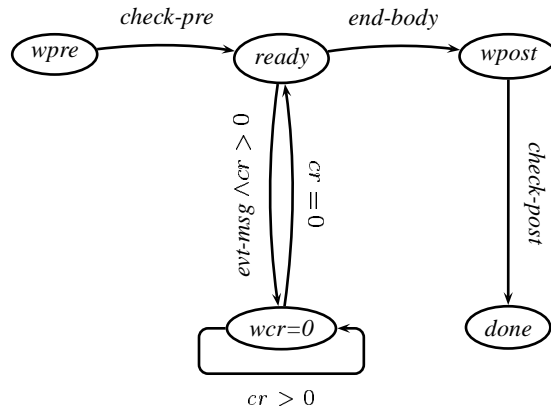 check-pre
end-body
wpre
ready
wpost
evt-msg ∧cr > 0
cr = 0
check-post
wcr=0
done
cr > 0